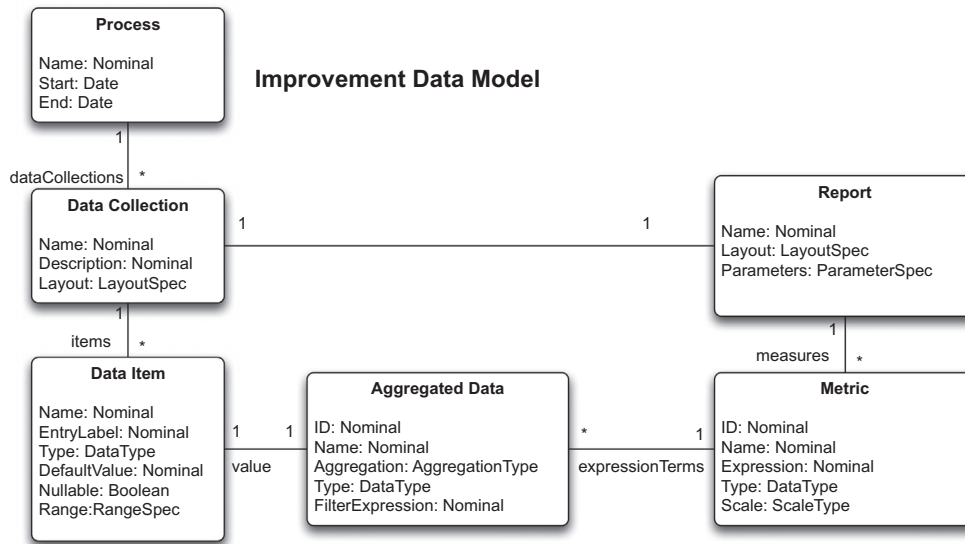 Process
Name: Nominal
Start: Date
End: Date
Improvement Data Model
1
dataCollections *
Data Collection
Name: Nominal
Description: Nominal
Layout: LayoutSpec
1
1
Report
Name: Nominal
Layout: LayoutSpec
Parameters: ParameterSpec
1
items *
1
measures *
Data Item
Name: Nominal
EntryLabel: Nominal
Type: DataType
DefaultValue: Nominal
Nullable: Boolean
Range:RangeSpec
1 1
value
Aggregated Data
ID: Nominal
Name: Nominal
Aggregation: AggregationType
Type: DataType
FilterExpression: Nominal
* 1
expressionTerms
Metric
ID: Nominal
Name: Nominal
Expression: Nominal
Type: DataType
Scale: ScaleType